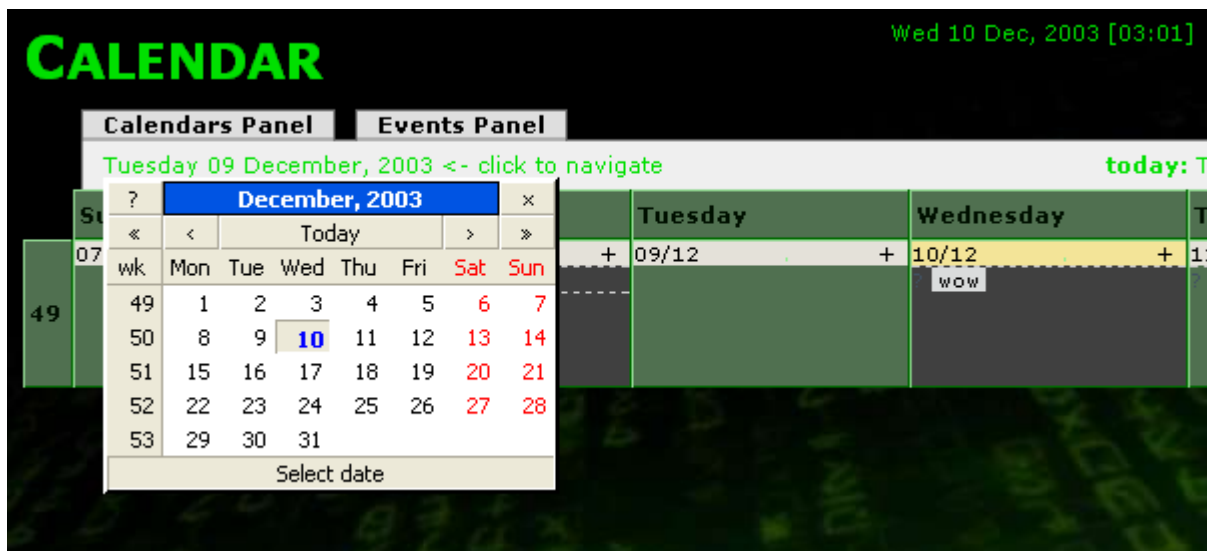 Wed 10 Dec, 2003 [03:01]
CALENDAR
Calendars Panel Events Panel
Tuesday 09 December, 2003 <- click to navigate today: T
? December, 2003 ×
« < Today > »
wk Mon Tue Wed Thu Fri Sat Sun
49 1 2 3 4 5 6 7
50 8 9 10 11 12 13 14
51 15 16 17 18 19 20 21
52 22 23 24 25 26 27 28
53 29 30 31
Select date
Su Tuesday Wednesday T
07 + 09/12 + 10/12 + 11
? wow ?
49